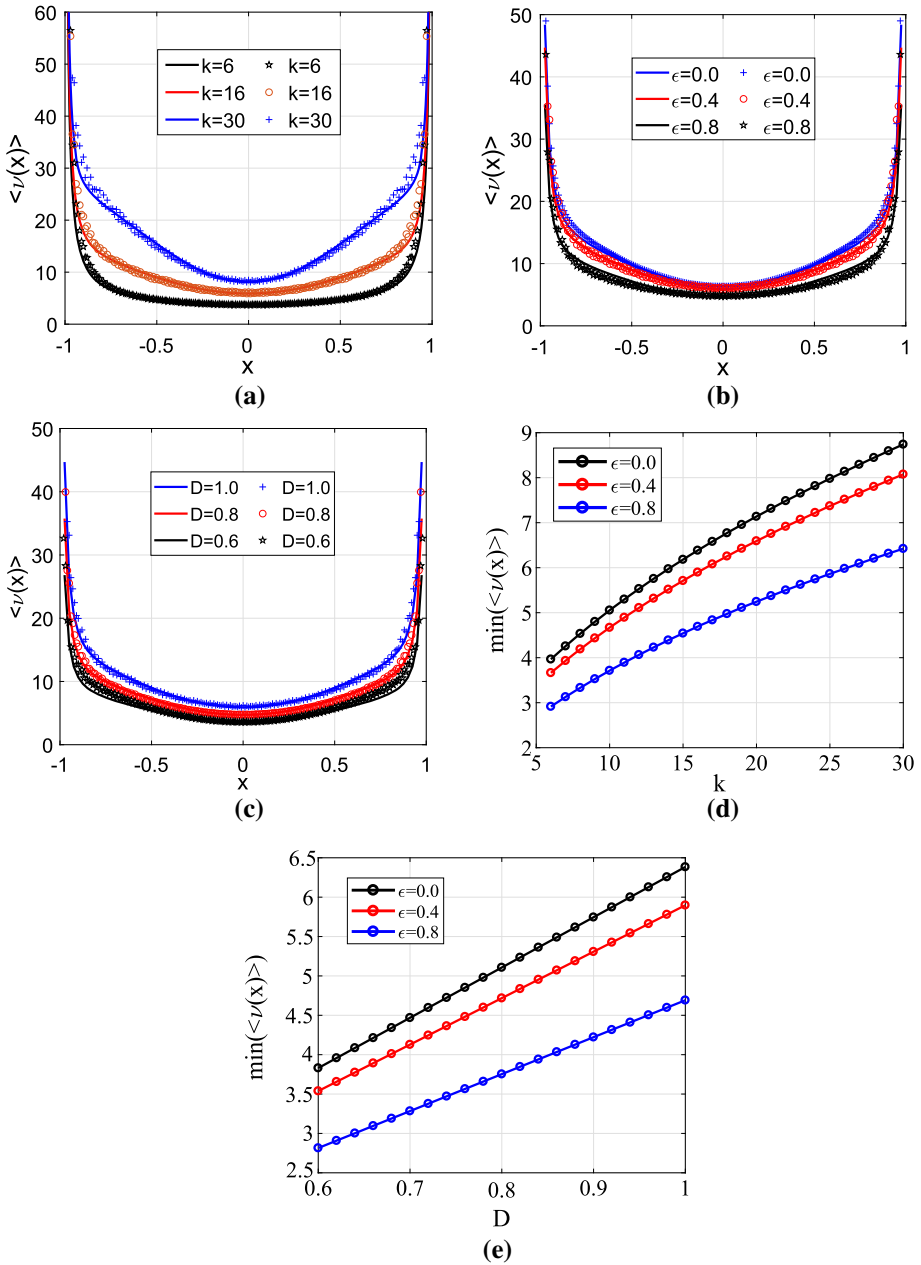 60
50
40
30
20
10
0
<ν(x)>
k=6 k=6
k=16 k=16
k=30 k=30
-1 -0.5 0 0.5 1
x
(a)
50
40
30
20
10
0
<ν(x)>
ϵ=0.0 ϵ=0.0
ϵ=0.4 ϵ=0.4
ϵ=0.8 ϵ=0.8
-1 -0.5 0 0.5 1
x
(b)
50
40
30
20
10
0
<ν(x)>
D=1.0 D=1.0
D=0.8 D=0.8
D=0.6 D=0.6
-1 -0.5 0 0.5 1
x
(c)
9
8
7
6
5
4
3
2
min(<ν(x)>)
ϵ=0.0
ϵ=0.4
ϵ=0.8
5 10 15 20 25 30
k
(d)
6.5
6
5.5
5
4.5
4
3.5
3
2.5
min(<ν(x)>)
ϵ=0.0
ϵ=0.4
ϵ=0.8
0.6 0.7 0.8 0.9 1
D
(e)